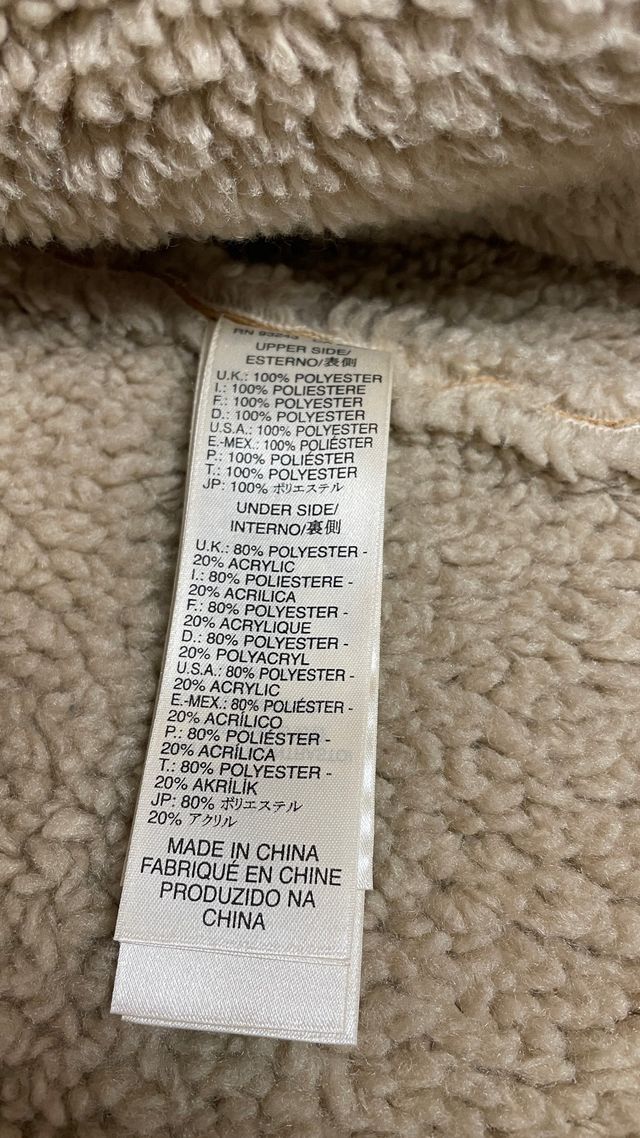 RN 93243
UPPER SIDE/
ESTERNO/表側
U.K.: 100% POLYESTER
I.: 100% POLIESTERE
F.: 100% POLYESTER
D.: 100% POLYESTER
U.S.A.: 100% POLYESTER
E.-MEX.: 100% POLIÉSTER
P.: 100% POLIÉSTER
T.: 100% POLYESTER
JP: 100% ポリエステル
UNDER SIDE/
INTERNO/裏側
U.K.: 80% POLYESTER -
20% ACRYLIC
I.: 80% POLIESTERE -
20% ACRILICA
F.: 80% POLYESTER -
20% ACRYLIQUE
D.: 80% POLYESTER -
20% POLYACRYL
U.S.A.: 80% POLYESTER -
20% ACRYLIC
E.-MEX.: 80% POLIÉSTER -
20% ACRÍLICO
P.: 80% POLIÉSTER -
20% ACRÍLICA
T.: 80% POLYESTER -
20% AKRİLİK
JP: 80% ポリエステル
20% アクリル
MADE IN CHINA
FABRIQUÉ EN CHINE
PRODUZIDO NA
CHINA